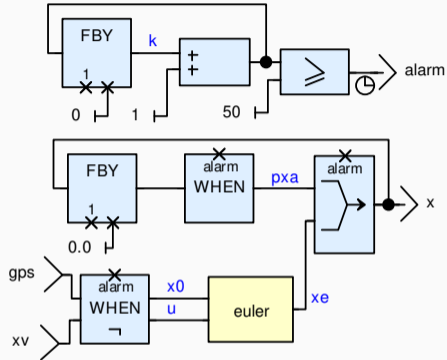 FBY
k
+
+
1
≥
alarm
0
1
50
FBY
alarm
WHEN
pxa
alarm
x
1
0.0
gps
alarm
WHEN
¬
x0
u
euler
xe
xv